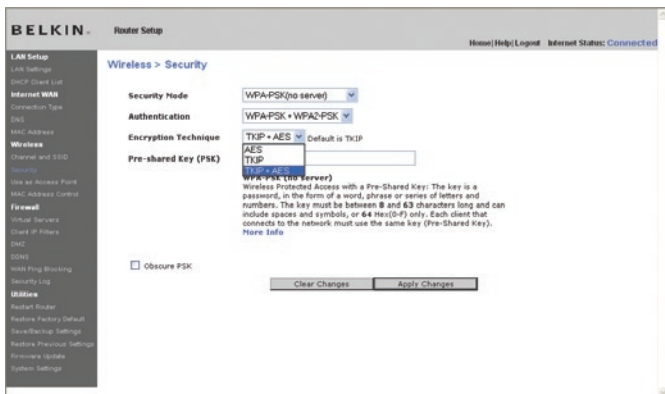 BELKIN
Router Setup
Home|Help|Logout Internet Status: Connected
LAN Setup
LAN Settings
DHCP Client List
Internet WAN
Connection Type
DNS
MAC Address
Wireless
Channel and SSID
Security
Use as Access Point
MAC Address Control
Firewall
Virtual Servers
Client IP Filters
DMZ
DDNS
WAN Ping Blocking
Security Log
Utilities
Restart Router
Restore Factory Default
Save/Backup Settings
Restore Previous Settings
Firmware Update
System Settings
Wireless > Security
Security Mode WPA-PSK(no server)
Authentication WPA-PSK + WPA2-PSK
Encryption Technique TKIP + AES Default is TKIP
AES
TKIP
TKIP + AES
Pre-shared Key (PSK)
WPA-PSK (no server)
Wireless Protected Access with a Pre-Shared Key: The key is a
password, in the form of a word, phrase or series of letters and
numbers. The key must be between 8 and 63 characters long and can
include spaces and symbols, or 64 Hex(0-F) only. Each client that
connects to the network must use the same key (Pre-Shared Key).
More Info
Obscure PSK
Clear Changes Apply Changes